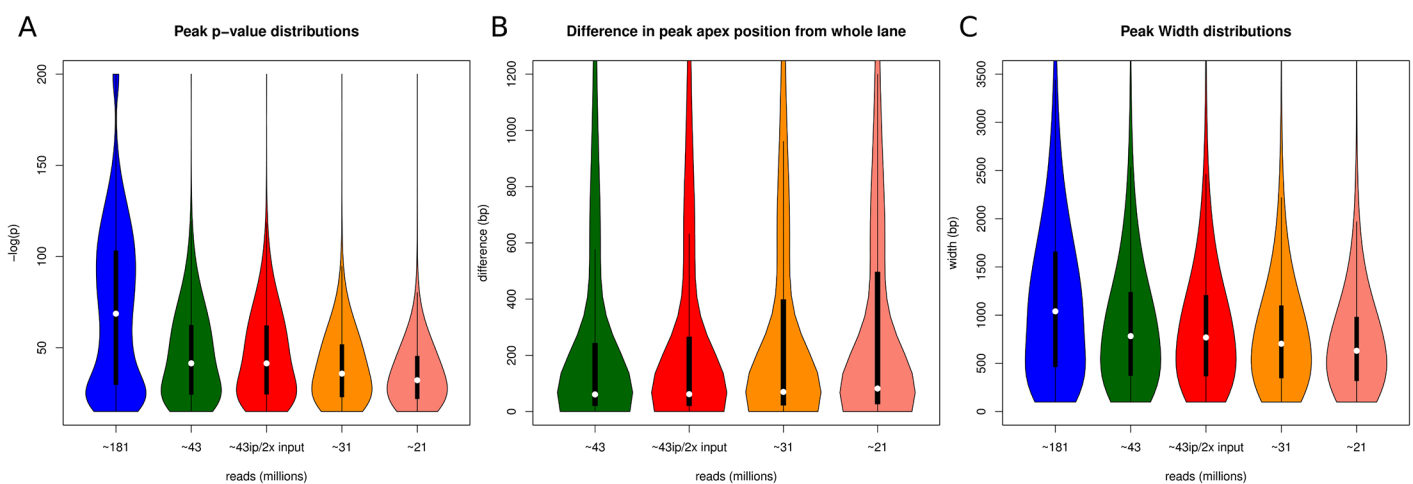 A
Peak p−value distributions
−log(p)
200
150
100
50
~181
~43
~43ip/2x input
~31
~21
reads (millions)
B
Difference in peak apex position from whole lane
difference (bp)
1200
1000
800
600
400
200
0
~43
~43ip/2x input
~31
~21
reads (millions)
C
Peak Width distributions
width (bp)
3500
3000
2500
2000
1500
1000
500
0
~181
~43
~43ip/2x input
~31
~21
reads (millions)